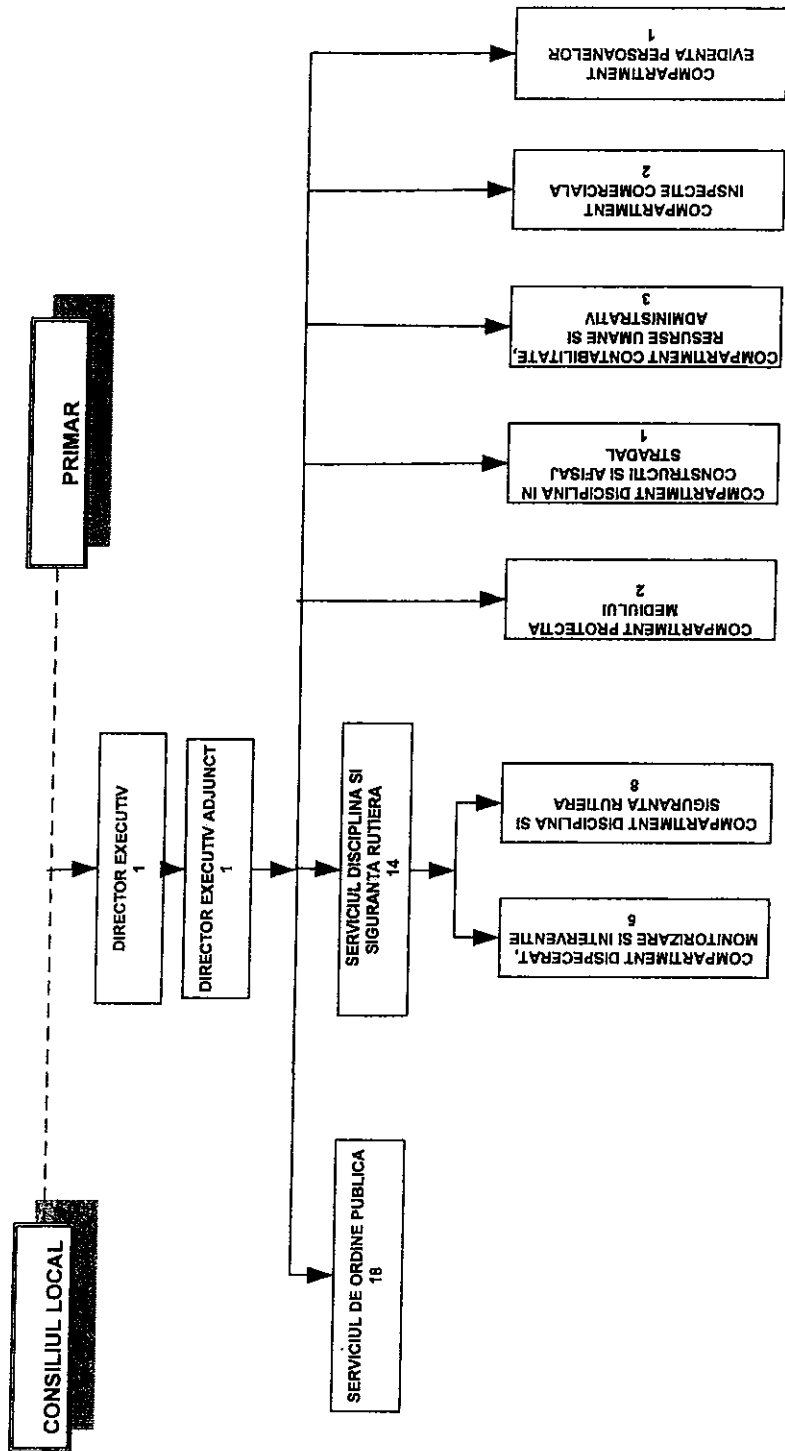 CONSILIUL LOCAL
PRIMAR
DIRECTOR EXECUTIV
1
DIRECTOR EXECUTIV ADJUNCT
1
SERVICIUL DE ORDINE PUBLICA
18
SERVICIUL DISCIPLINA SI
SIGURANTA RUTIERA
14
COMPARTIMENT DISPECERAT,
MONITORIZARE SI INTERVENTIE
5
COMPARTIMENT DISCIPLINA SI
SIGURANTA RUTIERA
8
COMPARTIMENT PROTECTIA
MEDIULUI
2
COMPARTIMENT DISCIPLINA IN
CONSTRUCTII SI AFISAJ
STRADAL
1
COMPARTIMENT CONTABILITATE,
RESURSE UMANE SI
ADMINISTRATIV
3
COMPARTIMENT
INSPECTIE COMERCIALA
2
COMPARTIMENT
EVIDENTA PERSOANELOR
1